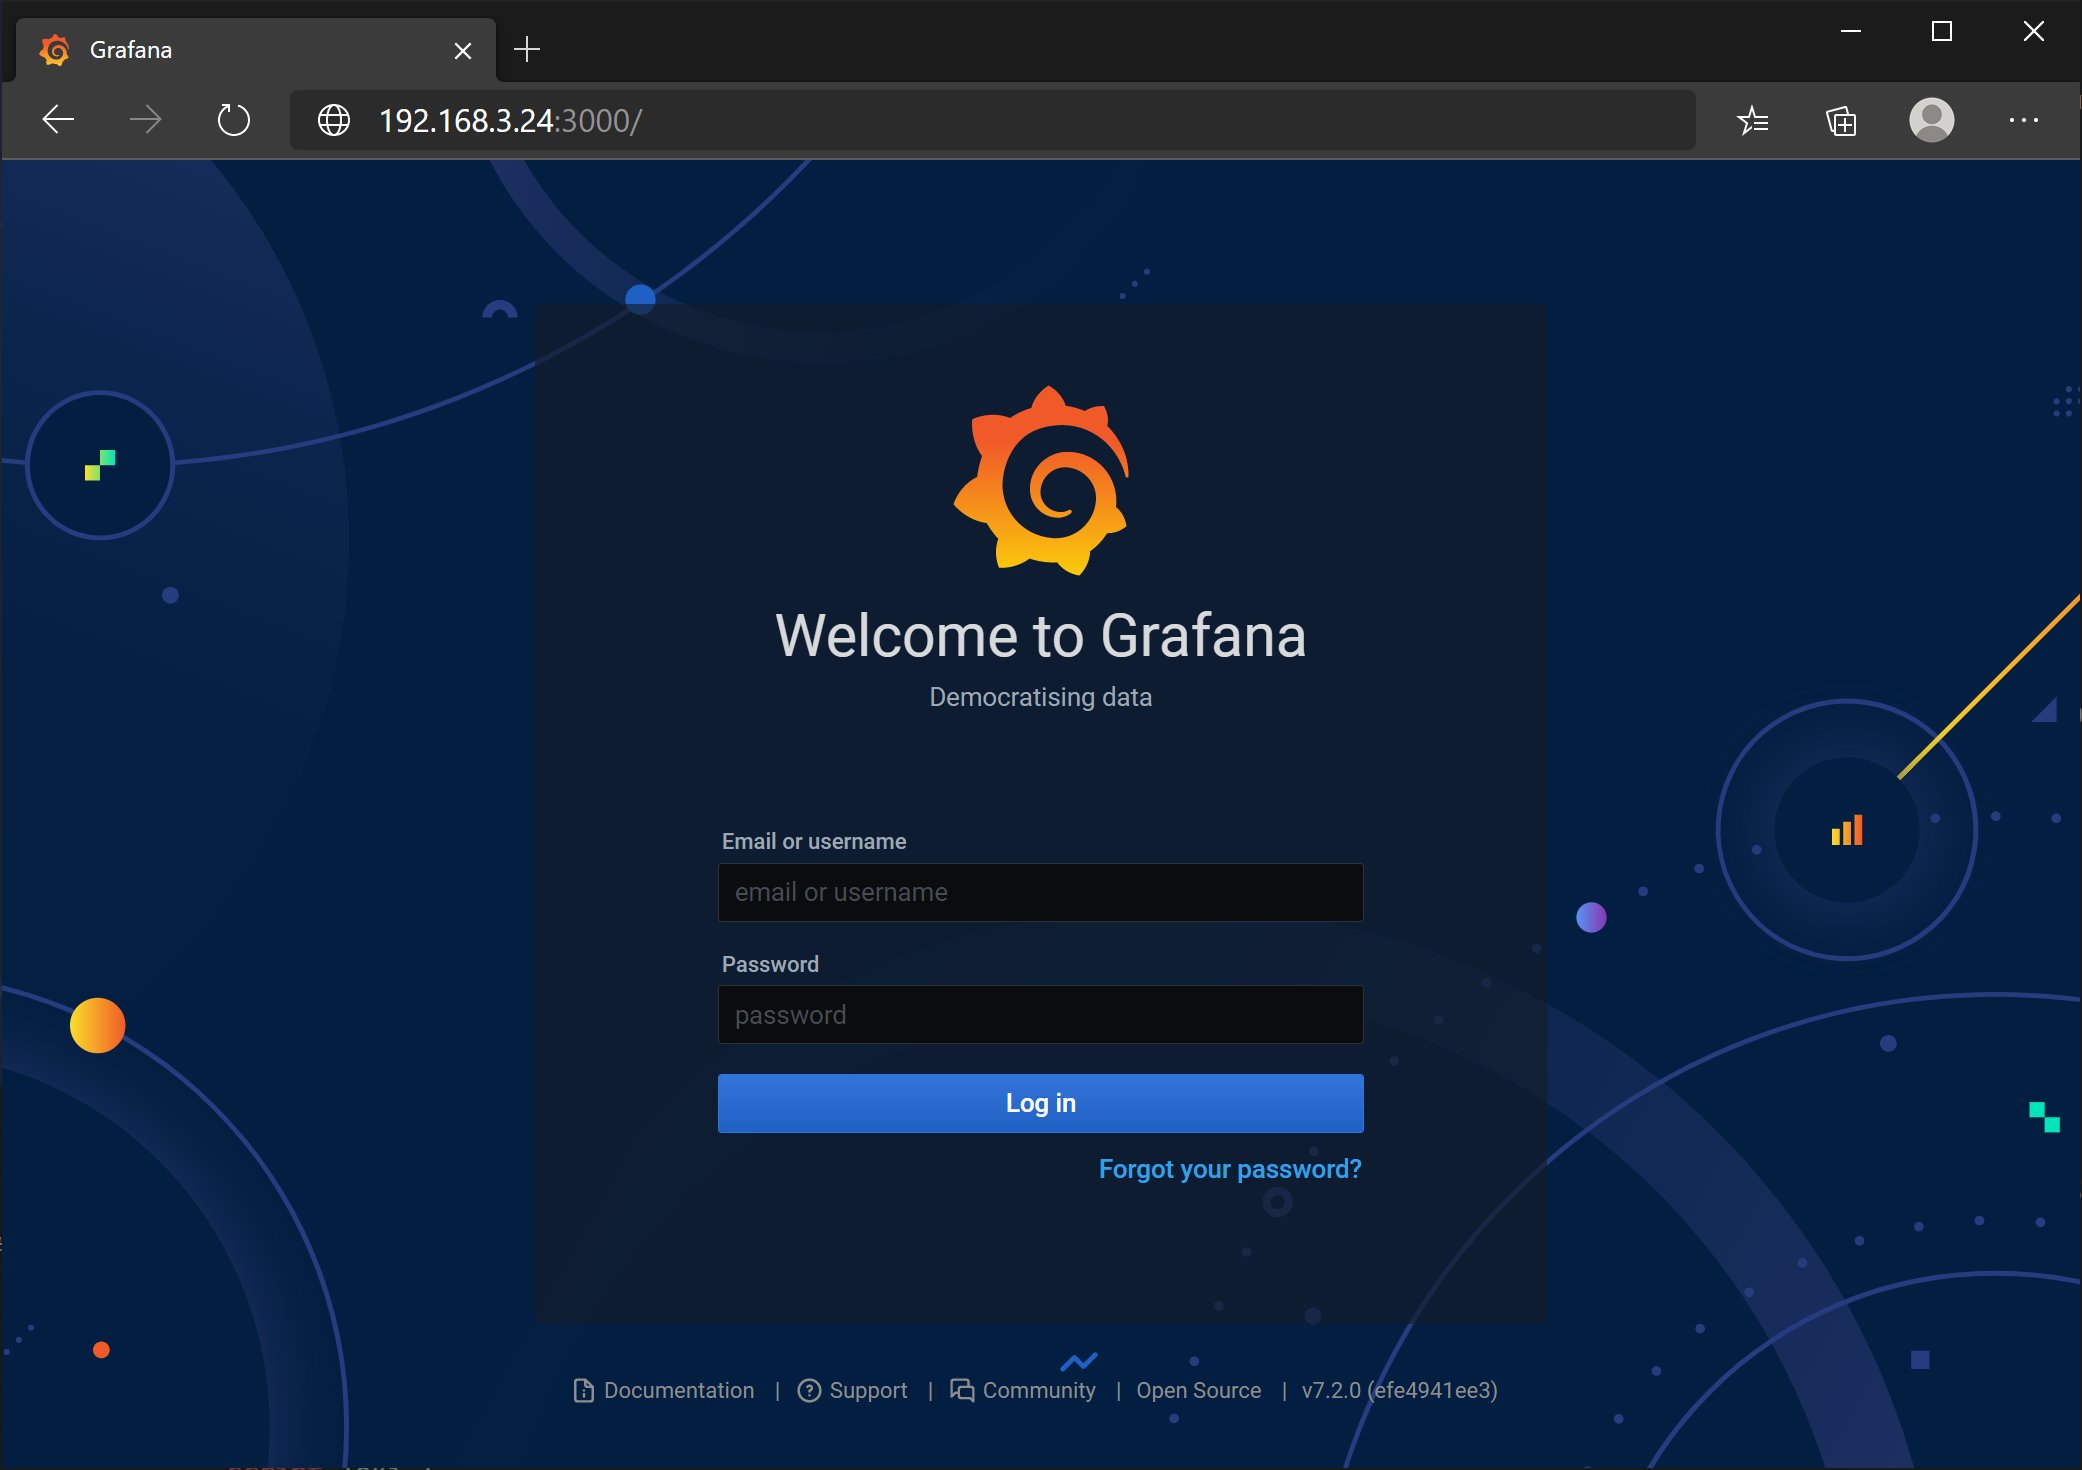 Grafana
192.168.3.24:3000/
Welcome to Grafana
Democratising data
Email or username
email or username
Password
password
Log in
Forgot your password?
Documentation | Support | Community | Open Source | v7.2.0 (efe4941ee3)